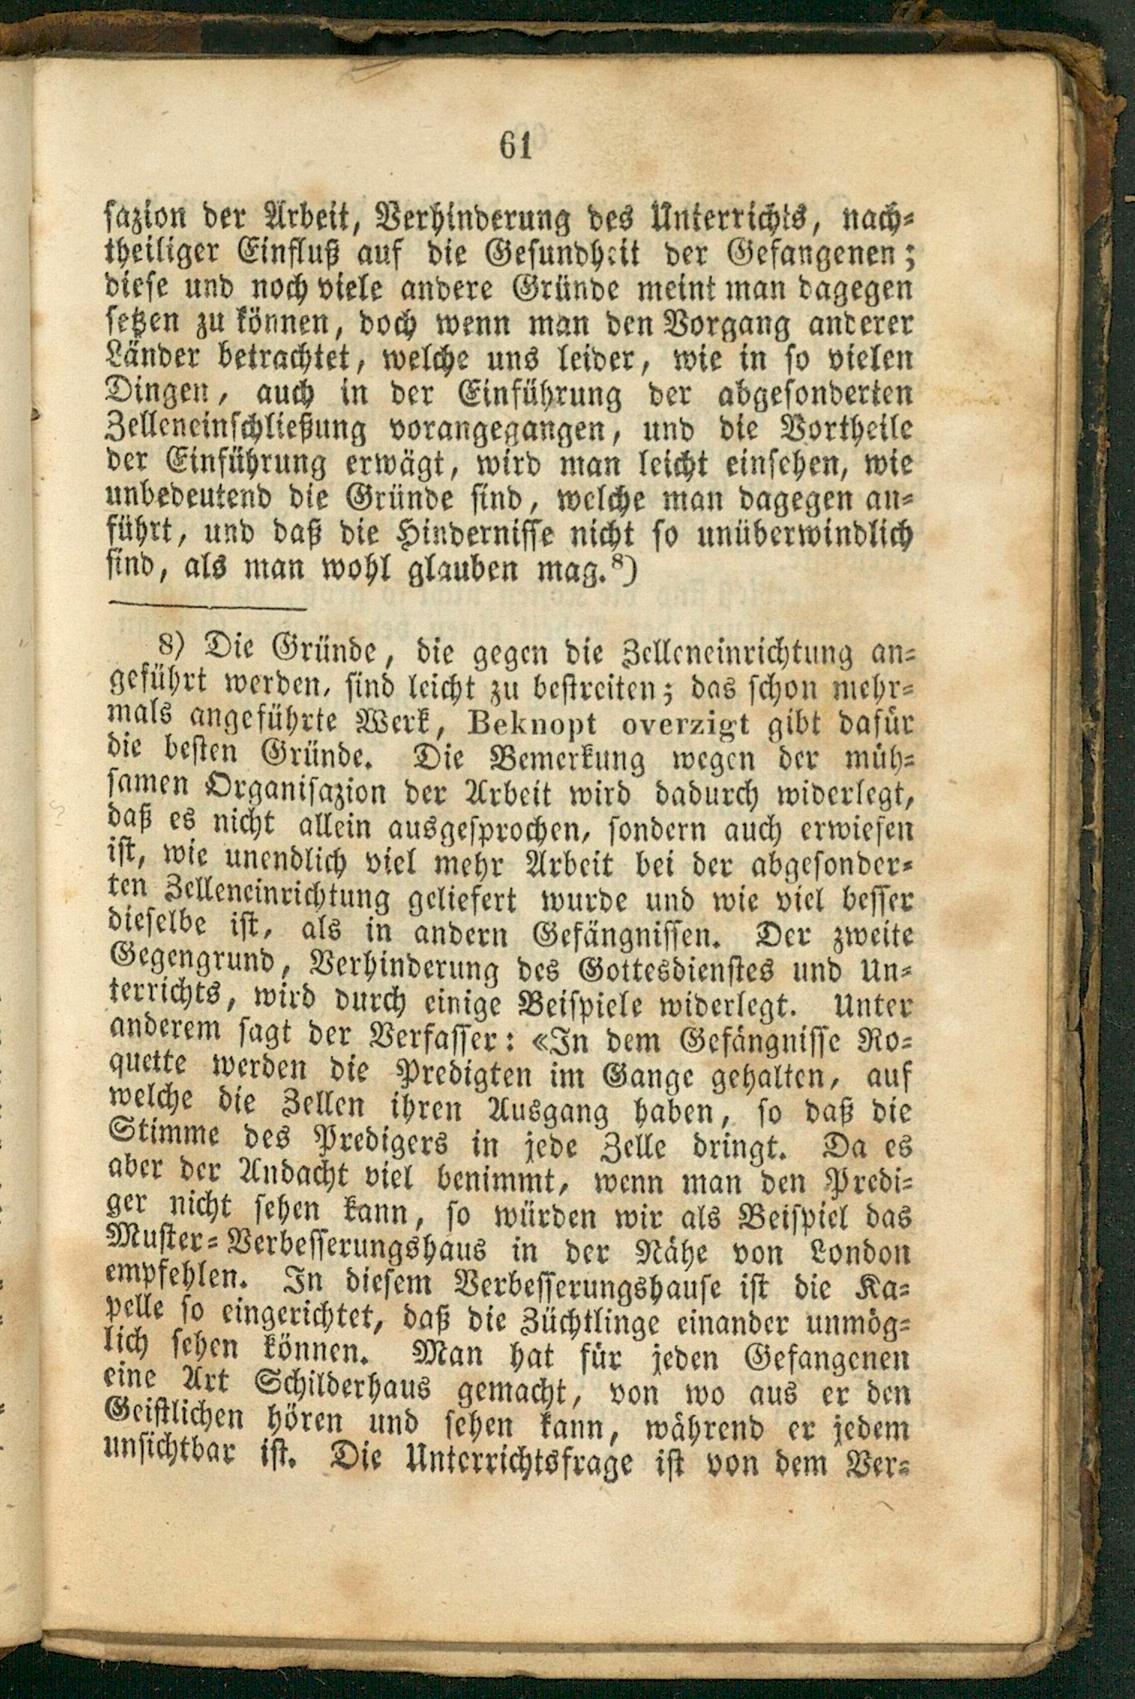 61
sazion der Arbeit, Verhinderung des Unterrichts, nach-
theiliger Einfluß auf die Gesundheit der Gefangenen;
diese und noch viele andere Gründe meint man dagegen
setzen zu können, doch wenn man den Vorgang anderer
Länder betrachtet, welche uns leider, wie in so vielen
Dingen, auch in der Einführung der abgesonderten
Zelleneinschließung vorangegangen, und die Vortheile
der Einführung erwägt, wird man leicht einsehen, wie
unbedeutend die Gründe sind, welche man dagegen an-
führt, und daß die Hindernisse nicht so unüberwindlich
sind, als man wohl glauben mag.⁸)
8) Die Gründe, die gegen die Zelleneinrichtung an-
geführt werden, sind leicht zu bestreiten; das schon mehr-
mals angeführte Werk, Beknopt overzigt gibt dafür
die besten Gründe. Die Bemerkung wegen der müh-
samen Organisazion der Arbeit wird dadurch widerlegt,
daß es nicht allein ausgesprochen, sondern auch erwiesen
ist, wie unendlich viel mehr Arbeit bei der abgesonder-
ten Zelleneinrichtung geliefert wurde und wie viel besser
dieselbe ist, als in andern Gefängnissen. Der zweite
Gegengrund, Verhinderung des Gottesdienstes und Un-
terrichts, wird durch einige Beispiele widerlegt. Unter
anderem sagt der Verfasser: «In dem Gefängnisse Ro-
quette werden die Predigten im Gange gehalten, auf
welche die Zellen ihren Ausgang haben, so daß die
Stimme des Predigers in jede Zelle dringt. Da es
aber der Andacht viel benimmt, wenn man den Predi-
ger nicht sehen kann, so würden wir als Beispiel das
Muster-Verbesserungshaus in der Nähe von London
empfehlen. In diesem Verbesserungshause ist die Ka-
pelle so eingerichtet, daß die Züchtlinge einander unmög-
lich sehen können. Man hat für jeden Gefangenen
eine Art Schilderhaus gemacht, von wo aus er den
Geistlichen hören und sehen kann, während er jedem
unsichtbar ist. Die Unterrichtsfrage ist von dem Ver-